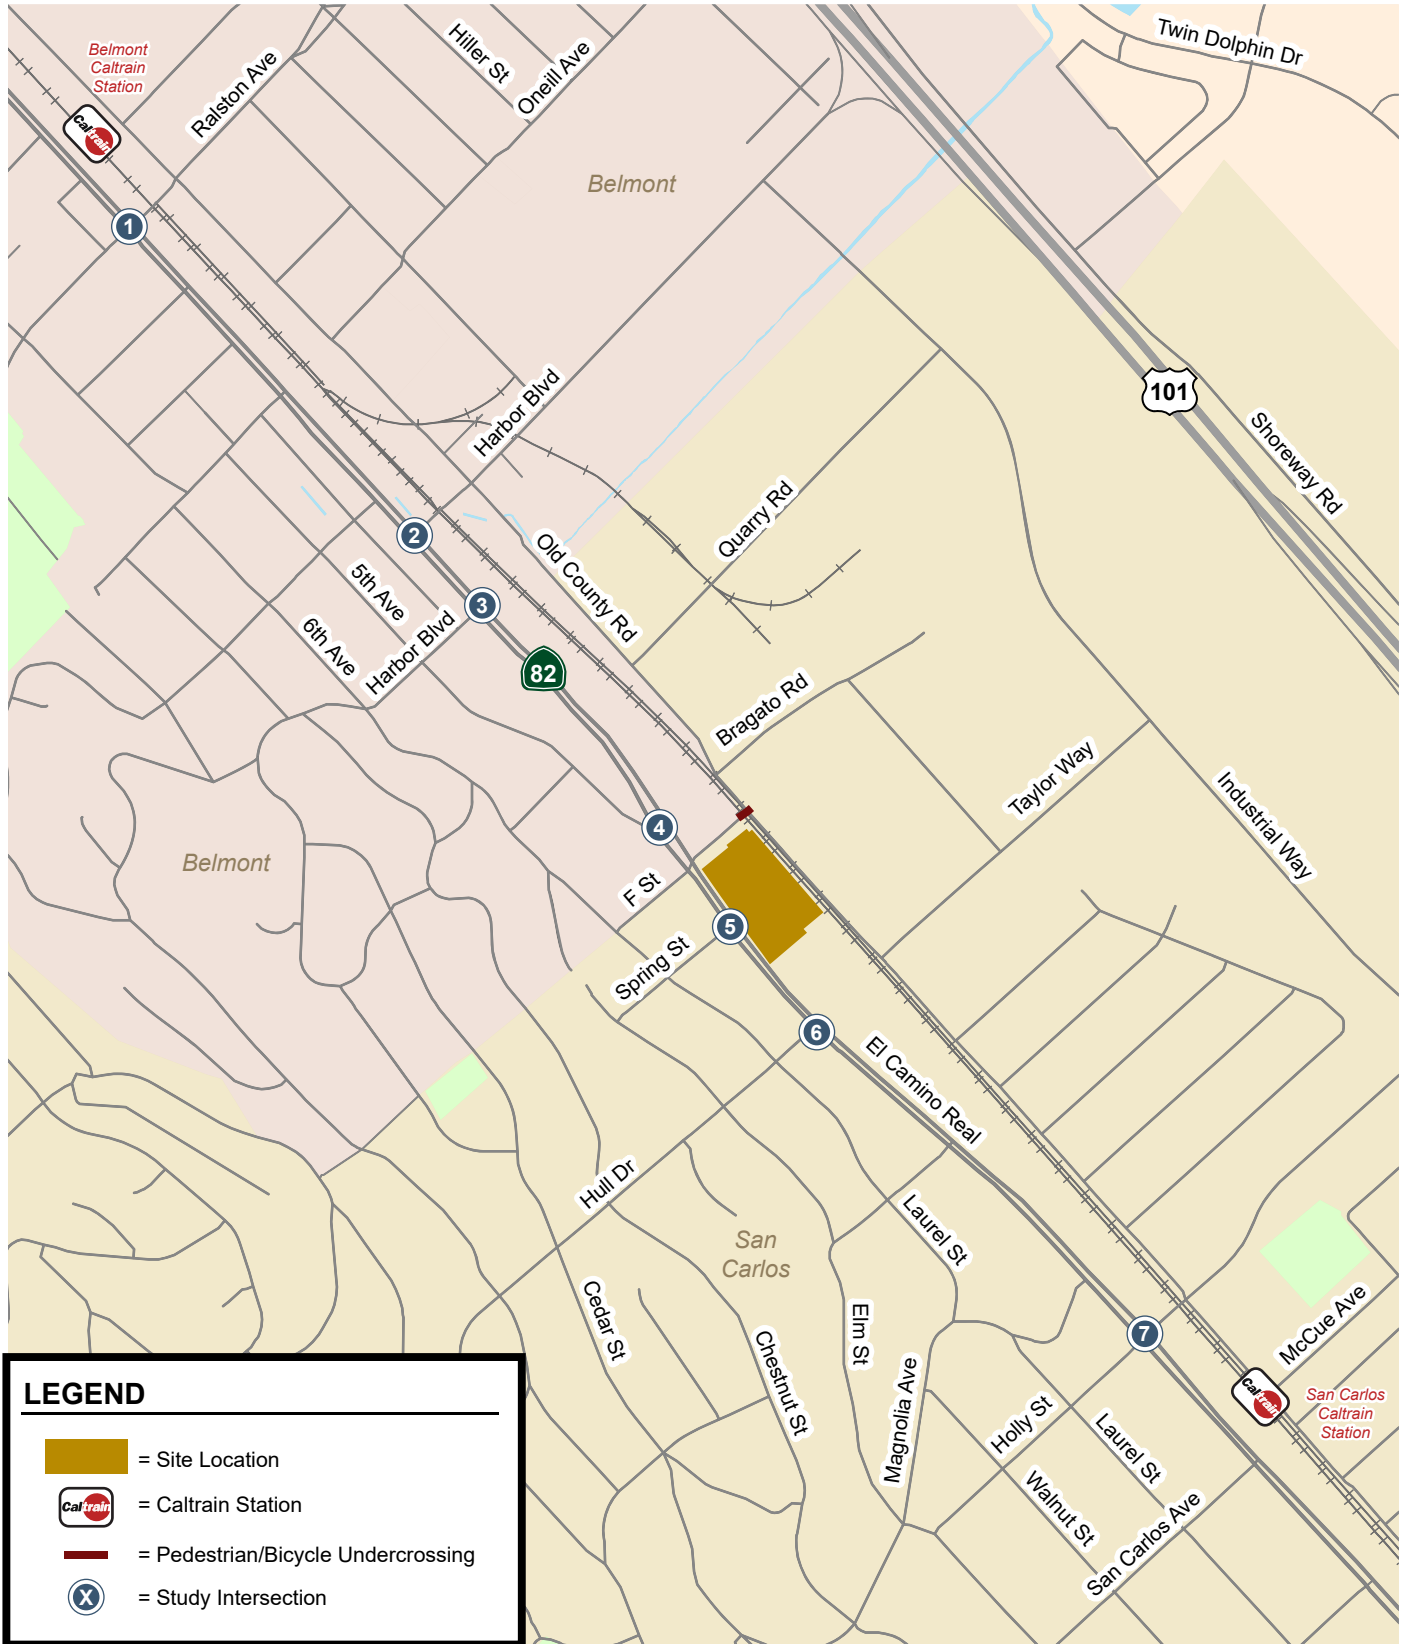 Twin Dolphin Dr
Belmont
Caltrain
Station
Hiller St
Oneill Ave
Ralston Ave
Caltrain
Belmont
1
101
Harbor Blvd
Shoreway Rd
Quarry Rd
2
Old County Rd
5th Ave
3
6th Ave
Harbor Blvd
82
Bragato Rd
Taylor Way
Industrial Way
4
Belmont
F St
5
Spring St
6
El Camino Real
Hull Dr
Laurel St
San
Carlos
Cedar St
Elm St
Chestnut St
Magnolia Ave
7
McCue Ave
Caltrain
San Carlos
Caltrain
Station
Holly St
Laurel St
Walnut St
San Carlos Ave
LEGEND
= Site Location
Caltrain
= Caltrain Station
= Pedestrian/Bicycle Undercrossing
X
= Study Intersection